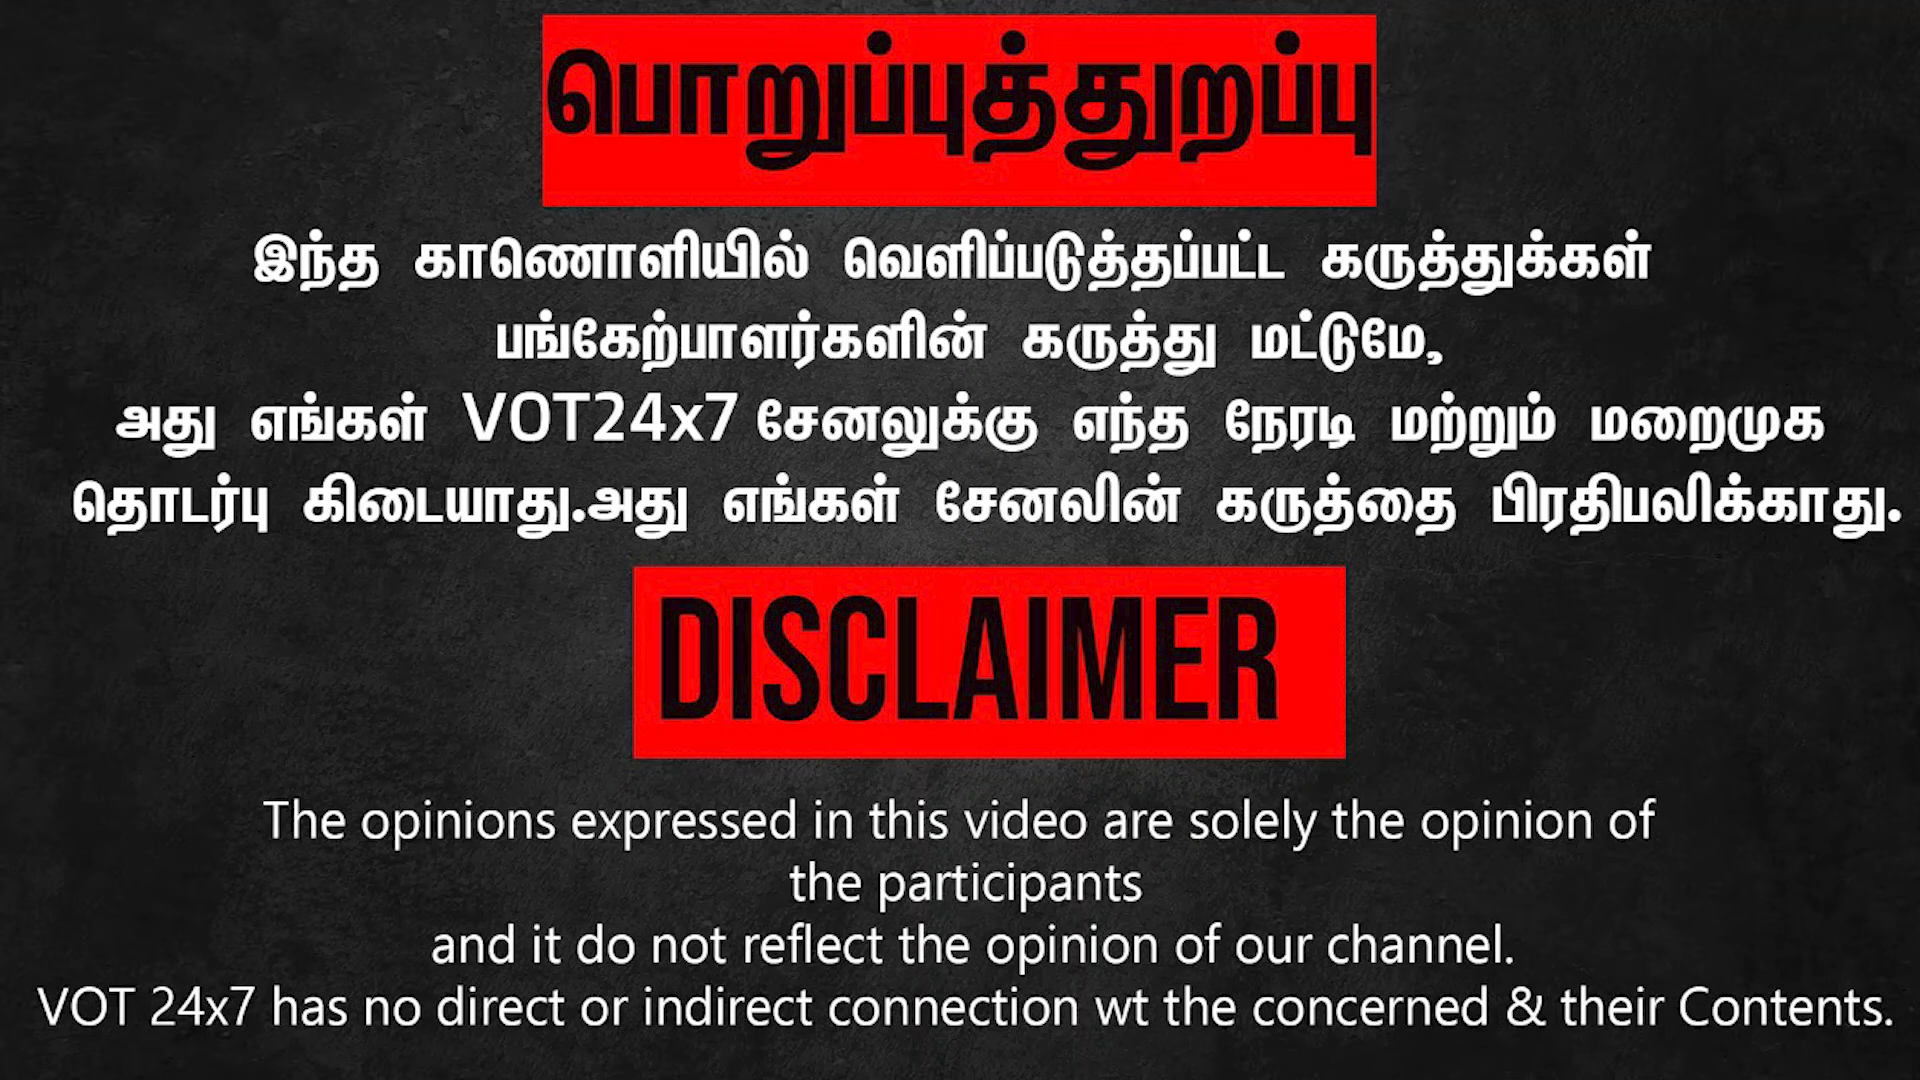 பொறுப்புத்துறப்பு
இந்த காணொளியில் வெளிப்படுத்தப்பட்ட கருத்துக்கள்
பங்கேற்பாளர்களின் கருத்து மட்டுமே,
அது எங்கள் VOT24x7 சேனலுக்கு எந்த நேரடி மற்றும் மறைமுக
தொடர்பு கிடையாது.அது எங்கள் சேனலின் கருத்தை பிரதிபலிக்காது.
DISCLAIMER
The opinions expressed in this video are solely the opinion of
the participants
and it do not reflect the opinion of our channel.
VOT 24x7 has no direct or indirect connection wt the concerned & their Contents.